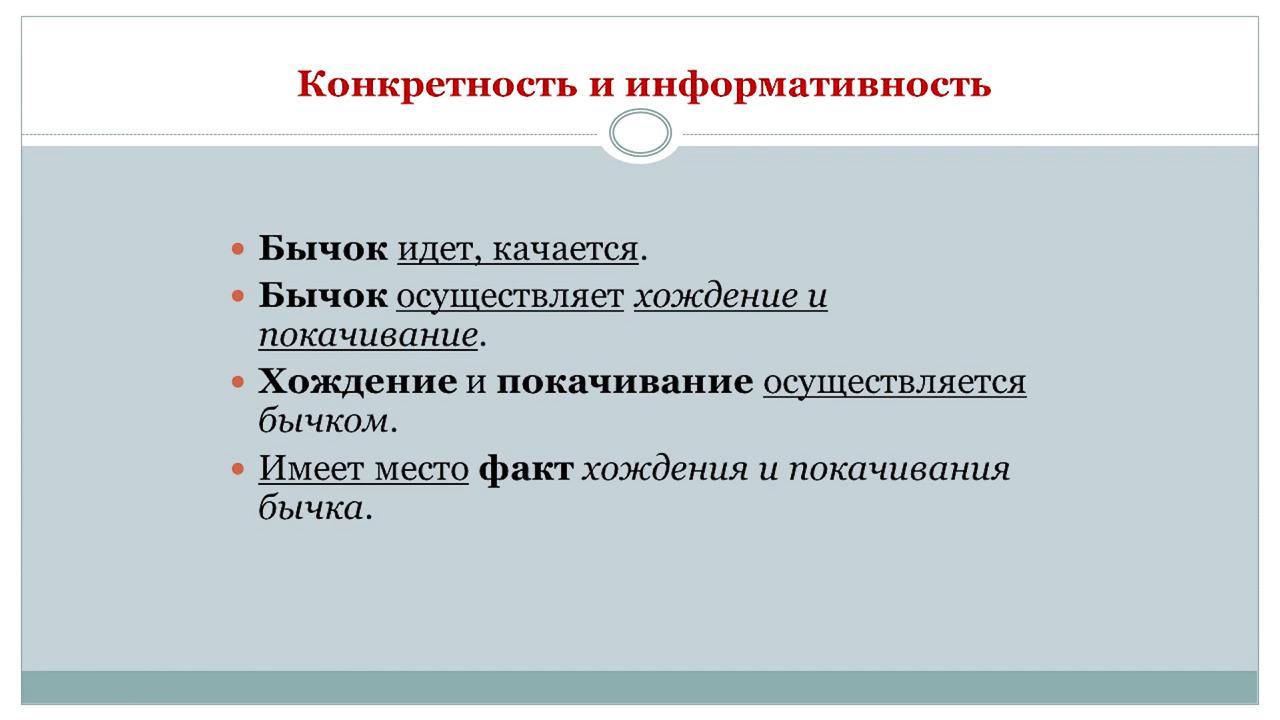 Конкретность и информативность
Бычок идет, качается.
Бычок осуществляет хождение и
покачивание.
Хождение и покачивание осуществляется
бычком.
Имеет место факт хождения и покачивания
бычка.